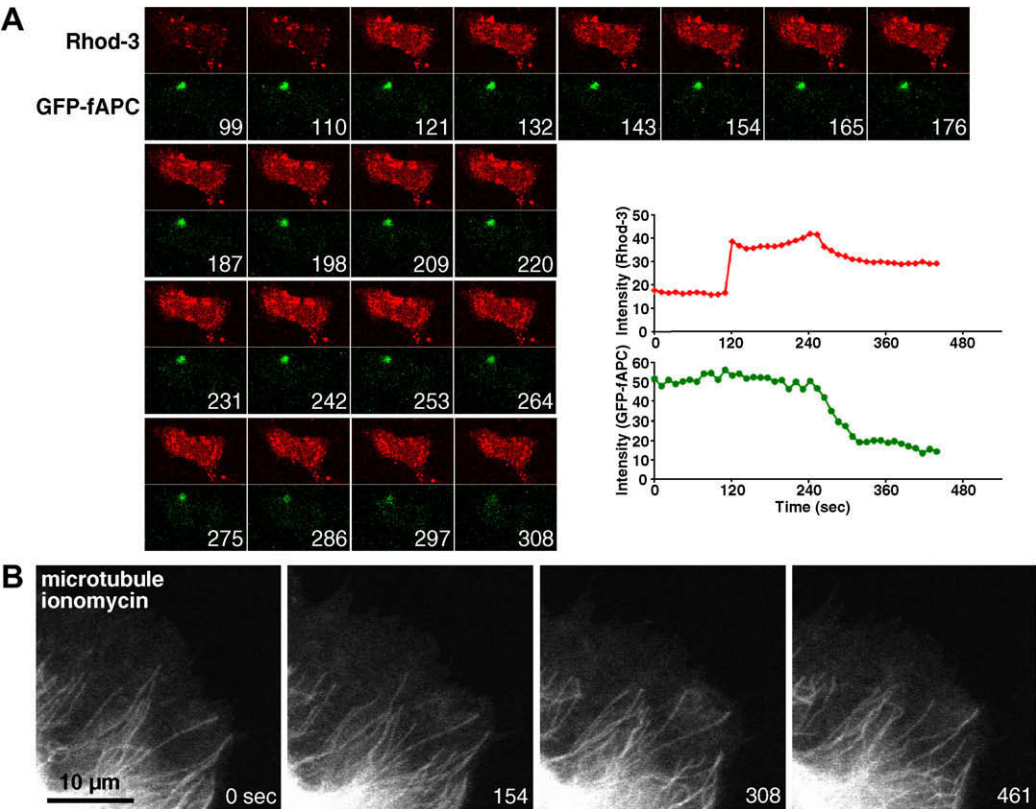 A
Rhod-3
GFP-fAPC
99 110 121 132 143 154 165 176
187 198 209 220
231 242 253 264
275 286 297 308
Intensity (Rhod-3)
50
40
30
20
10
0
0 120 240 360 480
Intensity (GFP-fAPC)
60
50
40
30
20
10
0
0 120 240 360 480
Time (sec)
B
microtubule
ionomycin
10 µm
0 sec 154 308 461